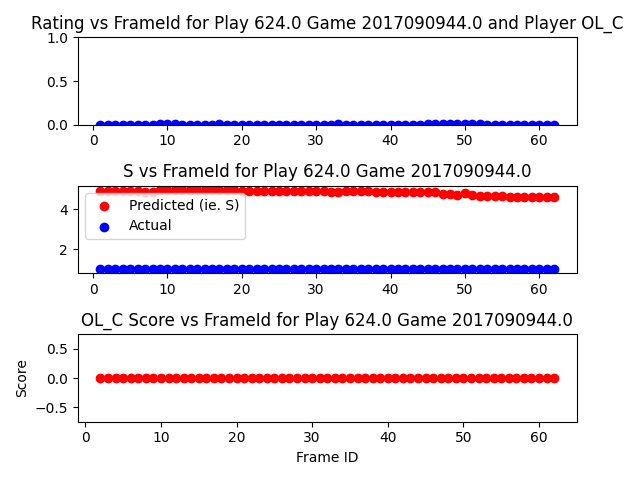 Rating vs FrameId for Play 624.0 Game 2017090944.0 and Player OL_C
1.0
0.5
0.0
0 10 20 30 40 50 60
S vs FrameId for Play 624.0 Game 2017090944.0
4
2
Predicted (ie. S)
Actual
0 10 20 30 40 50 60
OL_C Score vs FrameId for Play 624.0 Game 2017090944.0
Score
0.5
0.0
−0.5
0 10 20 30 40 50 60
Frame ID